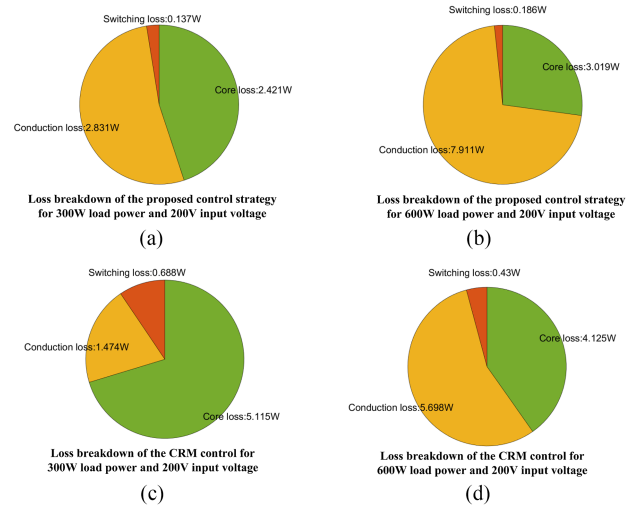 Switching loss:0.137W
Core loss:2.421W
Conduction loss:2.831W
Loss breakdown of the proposed control strategy
for 300W load power and 200V input voltage
(a)
Switching loss:0.186W
Core loss:3.019W
Conduction loss:7.911W
Loss breakdown of the proposed control strategy
for 600W load power and 200V input voltage
(b)
Switching loss:0.688W
Conduction loss:1.474W
Core loss:5.115W
Loss breakdown of the CRM control for
300W load power and 200V input voltage
(c)
Switching loss:0.43W
Core loss:4.125W
Conduction loss:5.698W
Loss breakdown of the CRM control for
600W load power and 200V input voltage
(d)